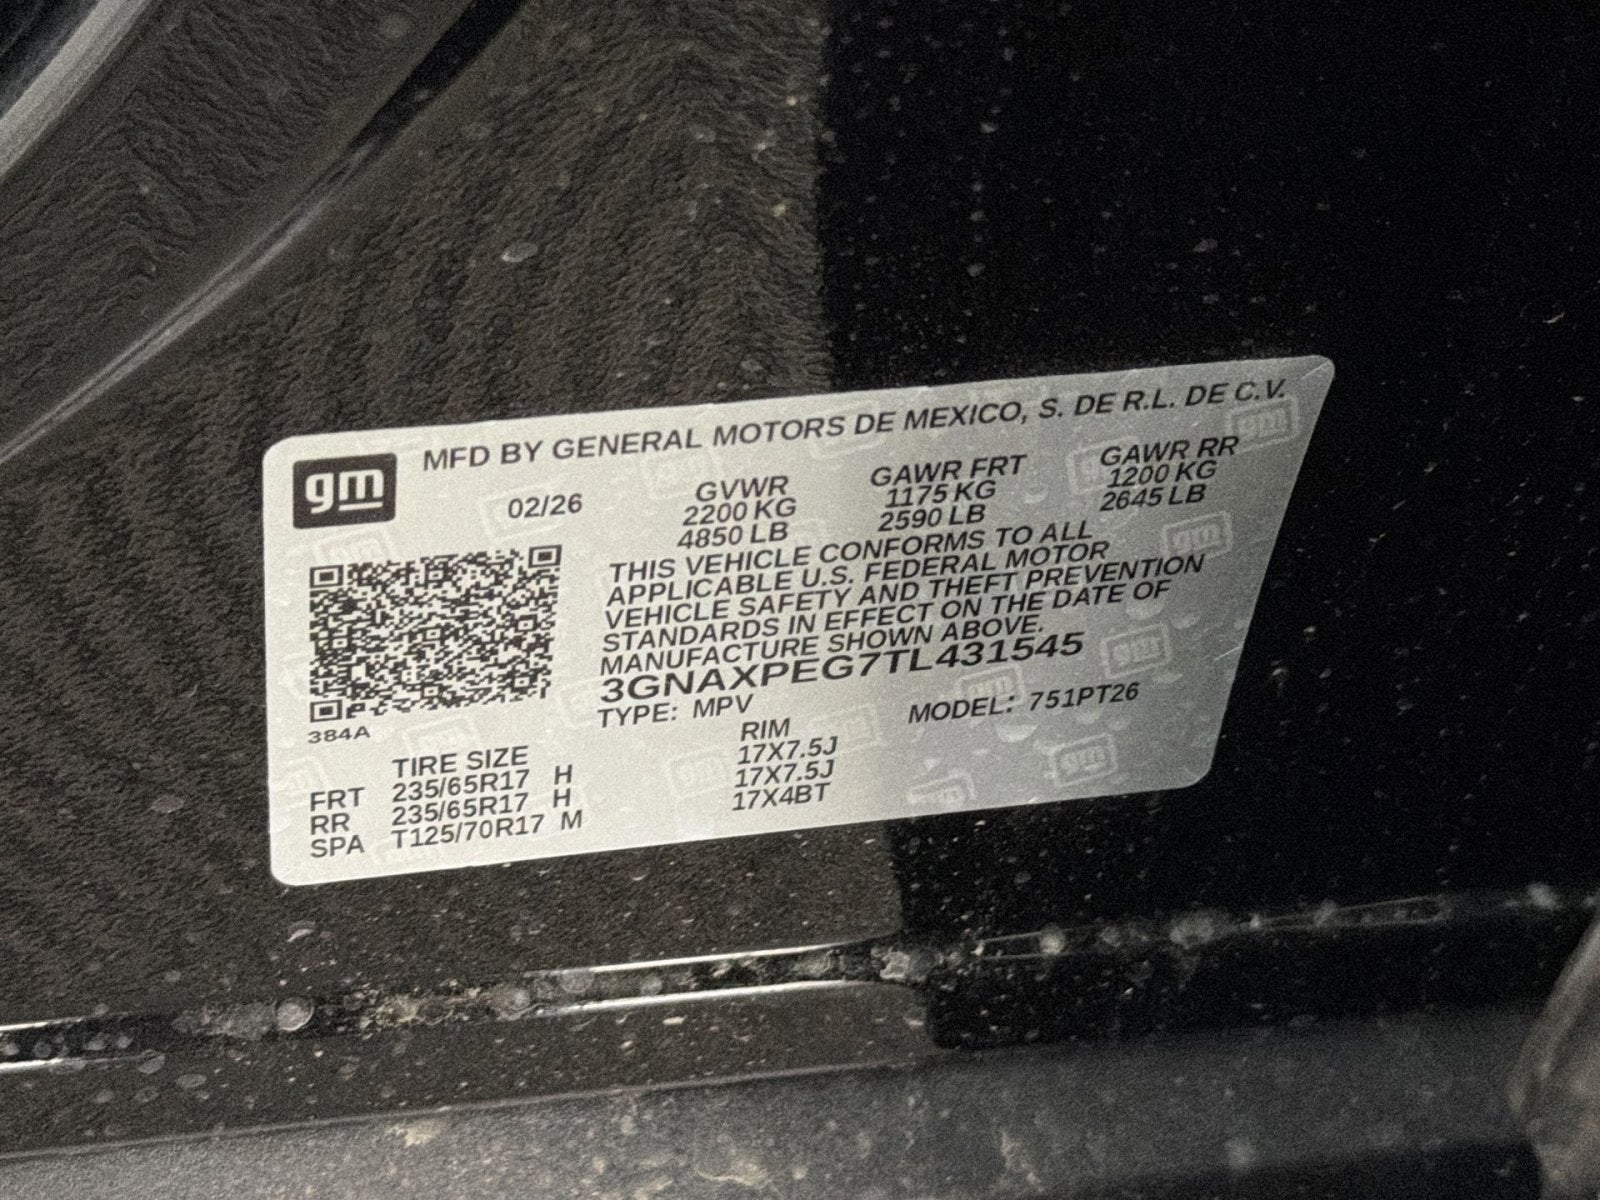 gm
MFD BY GENERAL MOTORS DE MEXICO, S. DE R.L. DE C.V.
02/26
GVWR
2200 KG
4850 LB
GAWR FRT
1175 KG
2590 LB
GAWR RR
1200 KG
2645 LB
THIS VEHICLE CONFORMS TO ALL
APPLICABLE U.S. FEDERAL MOTOR
VEHICLE SAFETY AND THEFT PREVENTION
STANDARDS IN EFFECT ON THE DATE OF
MANUFACTURE SHOWN ABOVE.
3GNAXPEG7TL431545
TYPE: MPV
MODEL: 751PT26
384A
TIRE SIZE
RIM
FRT 235/65R17 H 17X7.5J
RR 235/65R17 H 17X7.5J
SPA T125/70R17 M 17X4BT